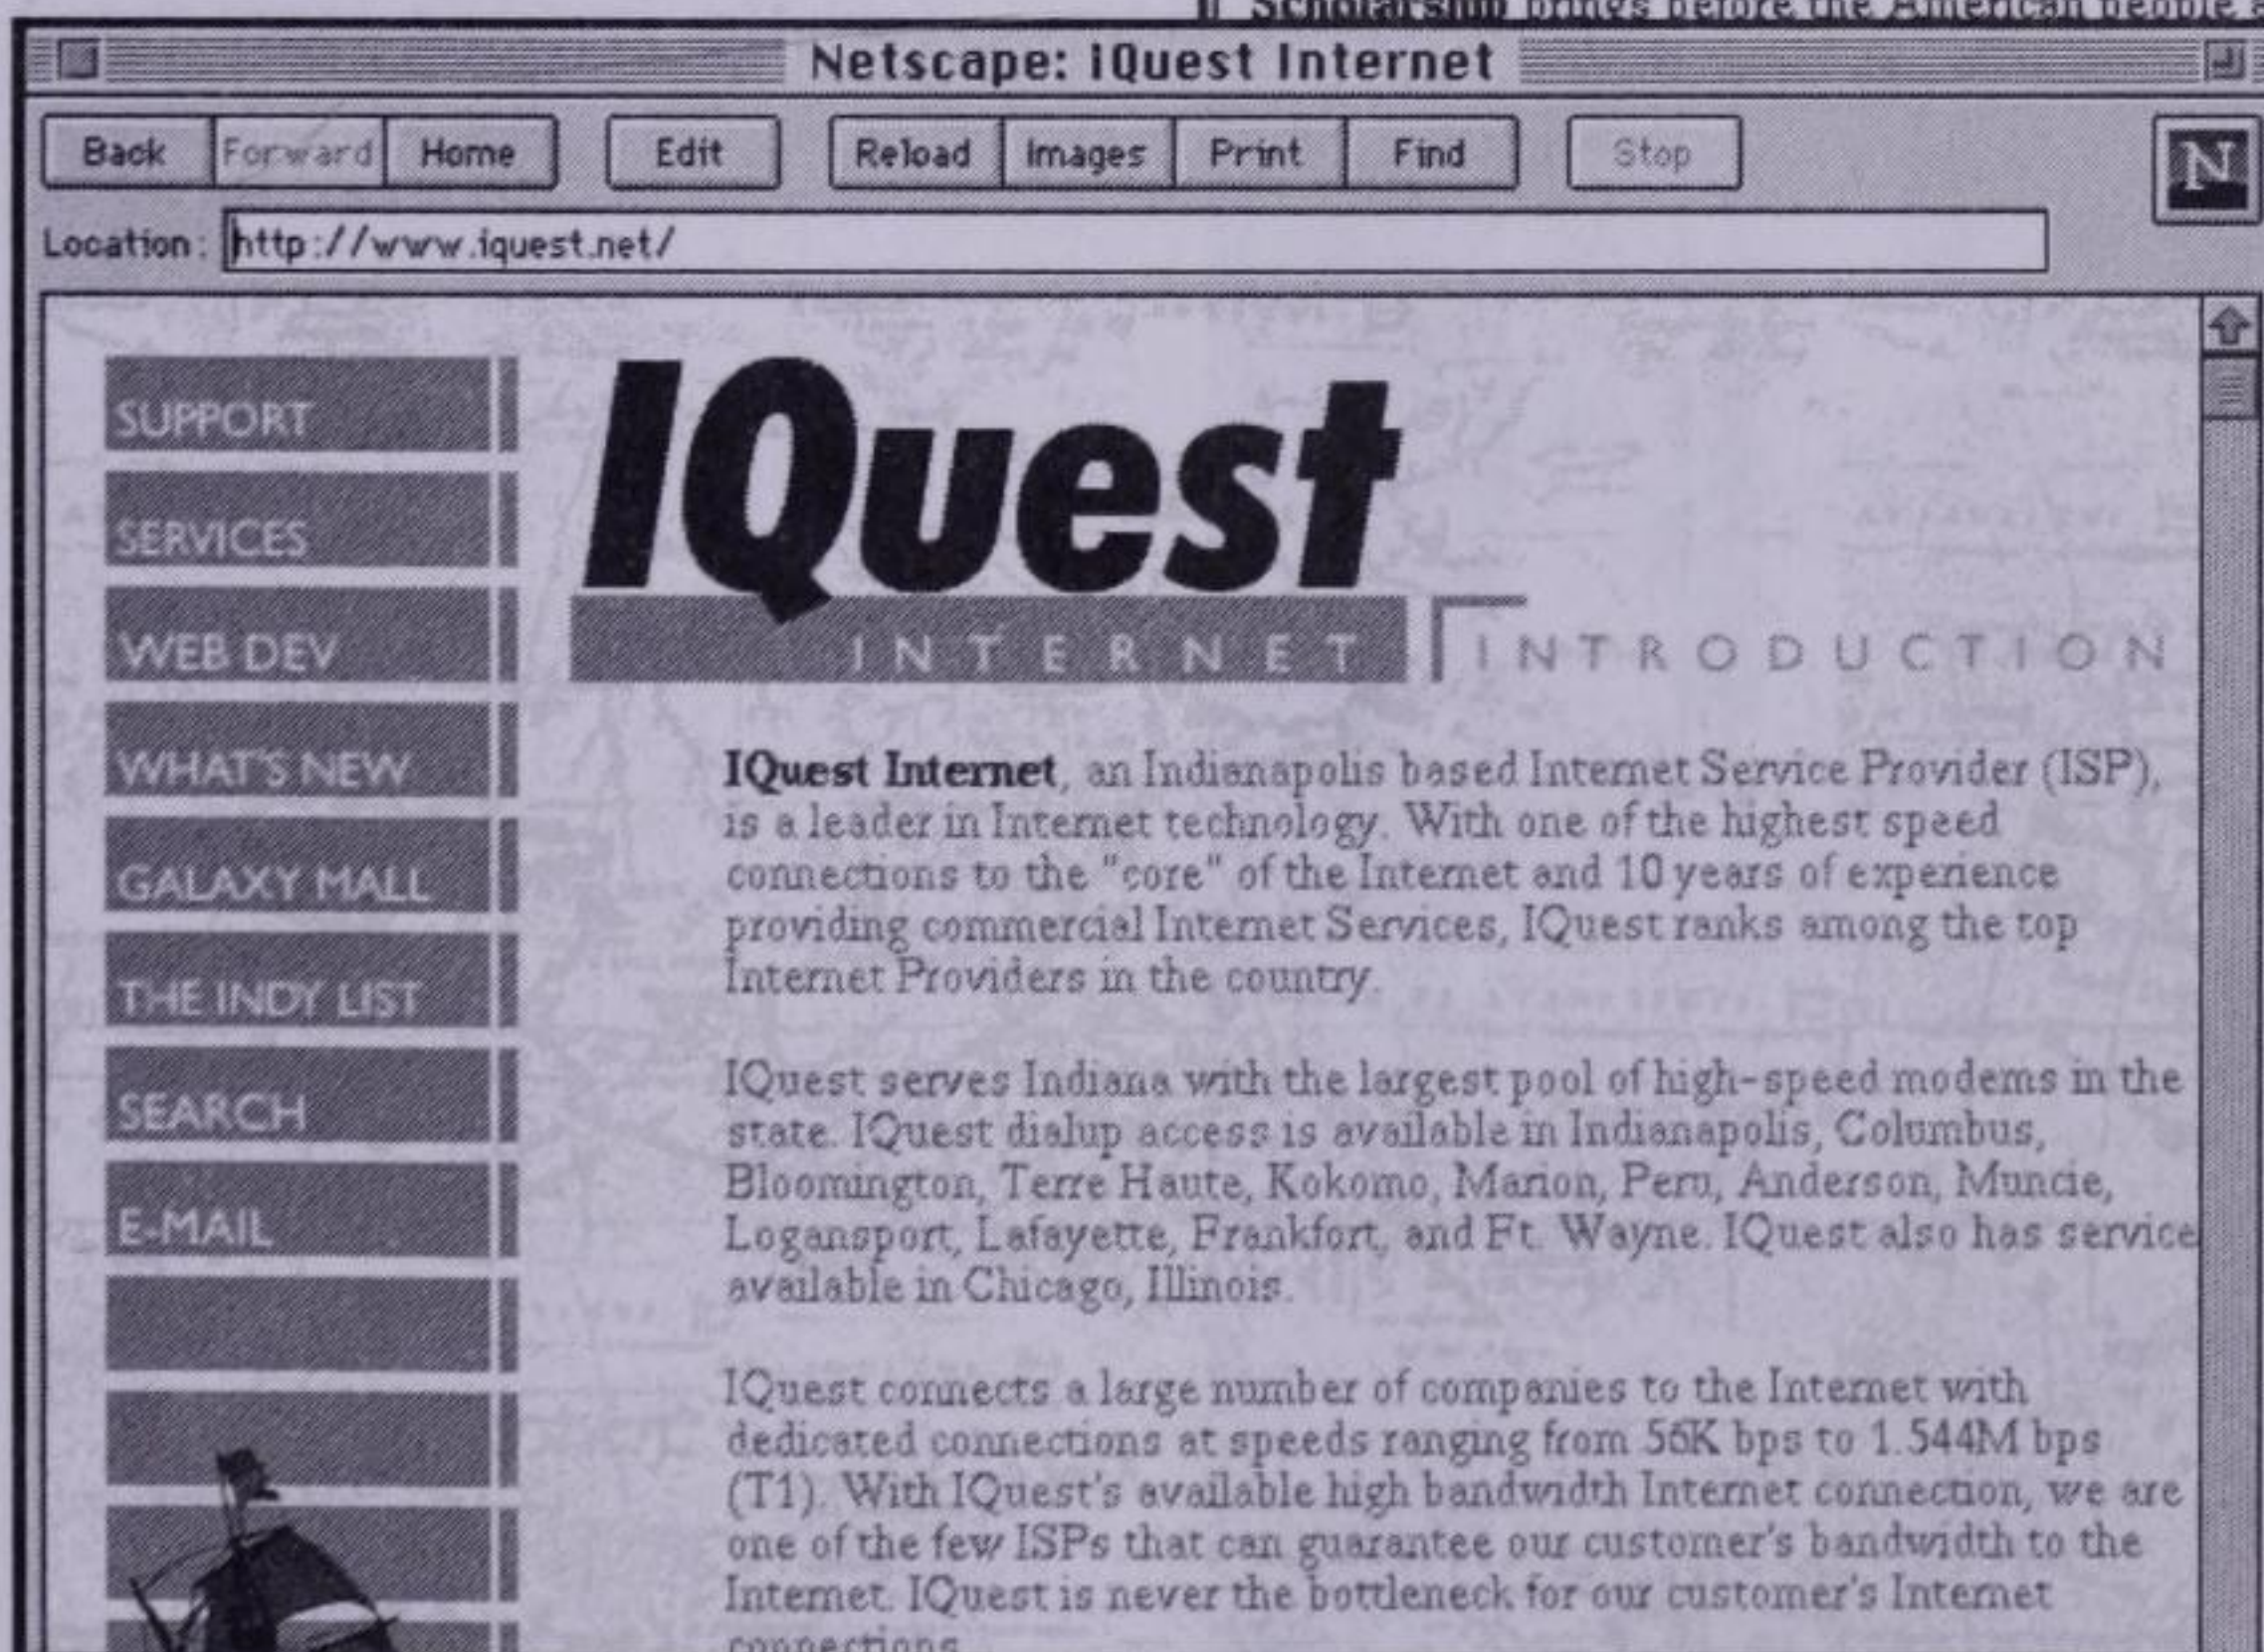 Scholarship brings before the American people
Netscape: IQuest Internet
Back Forward Home Edit Reload Images Print Find Stop
N
Location: http://www.iquest.net/
SUPPORT
SERVICES
WEB DEV
WHAT'S NEW
GALAXY MALL
THE INDY LIST
SEARCH
E-MAIL
IQuest
INTERNET INTRODUCTION
IQuest Internet, an Indianapolis based Internet Service Provider (ISP),
is a leader in Internet technology. With one of the highest speed
connections to the "core" of the Internet and 10 years of experience
providing commercial Internet Services, IQuest ranks among the top
Internet Providers in the country.
IQuest serves Indiana with the largest pool of high-speed modems in the
state. IQuest dialup access is available in Indianapolis, Columbus,
Bloomington, Terre Haute, Kokomo, Marion, Peru, Anderson, Muncie,
Logansport, Lafayette, Frankfort, and Ft. Wayne. IQuest also has service
available in Chicago, Illinois.
IQuest connects a large number of companies to the Internet with
dedicated connections at speeds ranging from 56K bps to 1.544M bps
(T1). With IQuest's available high bandwidth Internet connection, we are
one of the few ISPs that can guarantee our customer's bandwidth to the
Internet. IQuest is never the bottleneck for our customer's Internet
connections